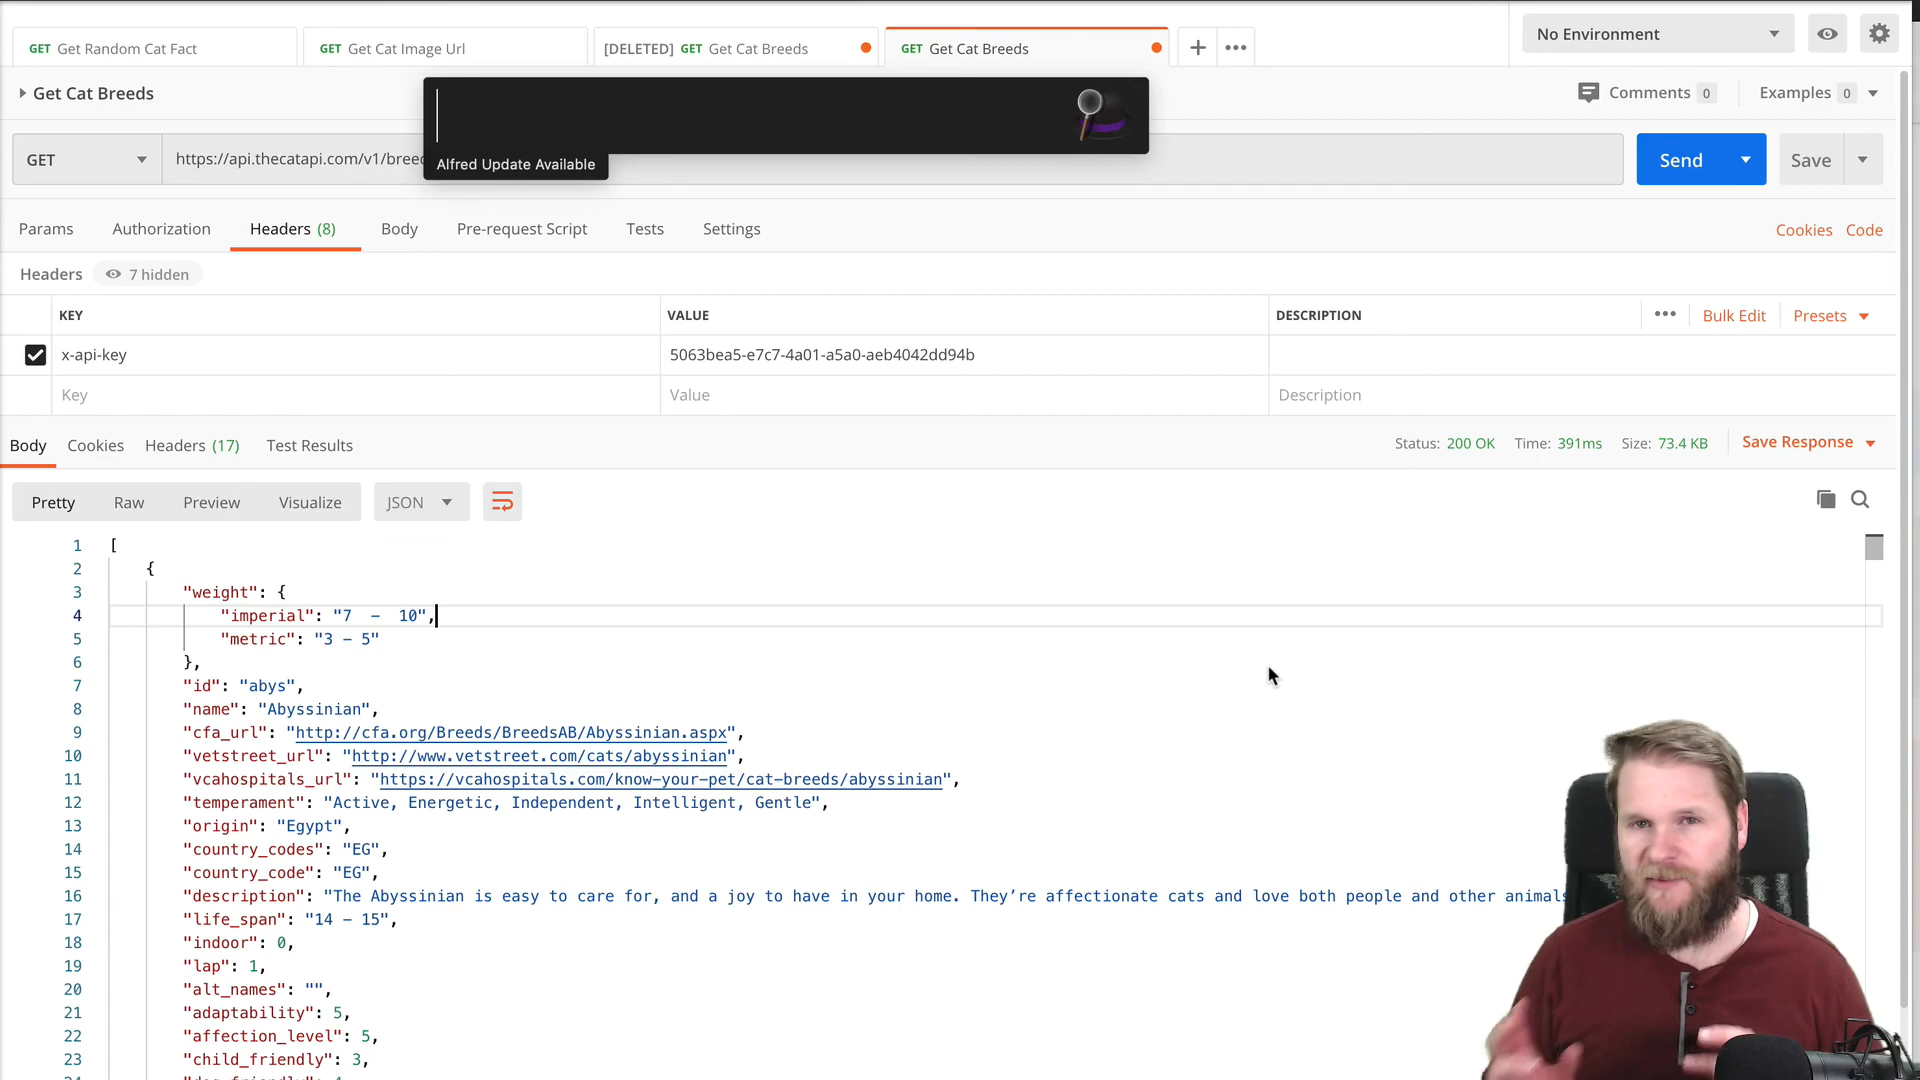 GET Get Random Cat Fact
GET Get Cat Image Url
[DELETED] GET Get Cat Breeds
GET Get Cat Breeds
No Environment
Get Cat Breeds
Comments 0
Examples 0
GET
https://api.thecatapi.com/v1/
Alfred Update Available
Send
Save
Params
Authorization
Headers (8)
Body
Pre-request Script
Tests
Settings
Cookies
Code
Headers
7 hidden
KEY
VALUE
DESCRIPTION
Bulk Edit
Presets
x-api-key
5063bea5-e7c7-4a01-a5a0-aeb4042dd94b
Key
Value
Description
Body
Cookies
Headers (17)
Test Results
Status: 200 OK
Time: 391ms
Size: 73.4 KB
Save Response
Pretty
Raw
Preview
Visualize
JSON
1 [
2 {
3 "weight": {
4 "imperial": "7  -  10",
5 "metric": "3 - 5"
6 },
7 "id": "abys",
8 "name": "Abyssinian",
9 "cfa_url": "http://cfa.org/Breeds/BreedsAB/Abyssinian.aspx",
10 "vetstreet_url": "http://www.vetstreet.com/cats/abyssinian",
11 "vcahospitals_url": "https://vcahospitals.com/know-your-pet/cat-breeds/abyssinian",
12 "temperament": "Active, Energetic, Independent, Intelligent, Gentle",
13 "origin": "Egypt",
14 "country_codes": "EG",
15 "country_code": "EG",
16 "description": "The Abyssinian is easy to care for, and a joy to have in your home. They’re affectionate cats and love both people and other animals
17 "life_span": "14 - 15",
18 "indoor": 0,
19 "lap": 1,
20 "alt_names": "",
21 "adaptability": 5,
22 "affection_level": 5,
23 "child_friendly": 3,